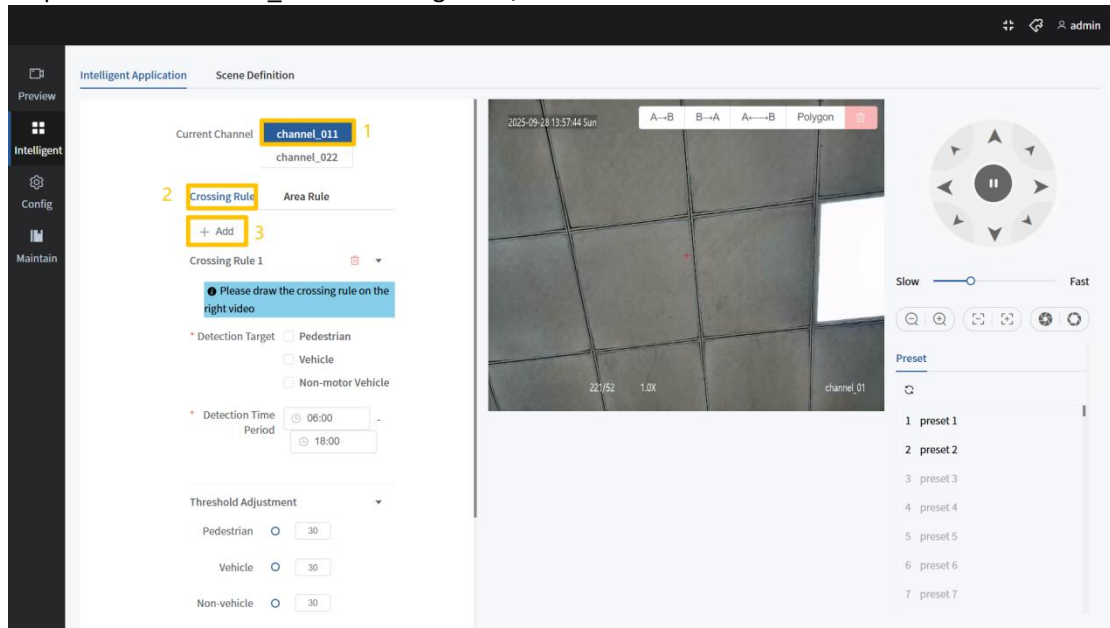 admin
Preview
Intelligent
Config
Maintain
Intelligent Application Scene Definition
Current Channel channel_011 1
channel_022
2 Crossing Rule Area Rule
+ Add 3
Crossing Rule 1
Please draw the crossing rule on the
right video
* Detection Target Pedestrian
Vehicle
Non-motor Vehicle
* Detection Time
Period
06:00 -
18:00
Threshold Adjustment
Pedestrian 30
Vehicle 30
Non-vehicle 30
2025-09-28 13:57:44 Sun
A→B B→A A←→B Polygon
221/52 1.0X channel_01
Slow Fast
Preset
1 preset 1
2 preset 2
3 preset 3
4 preset 4
5 preset 5
6 preset 6
7 preset 7